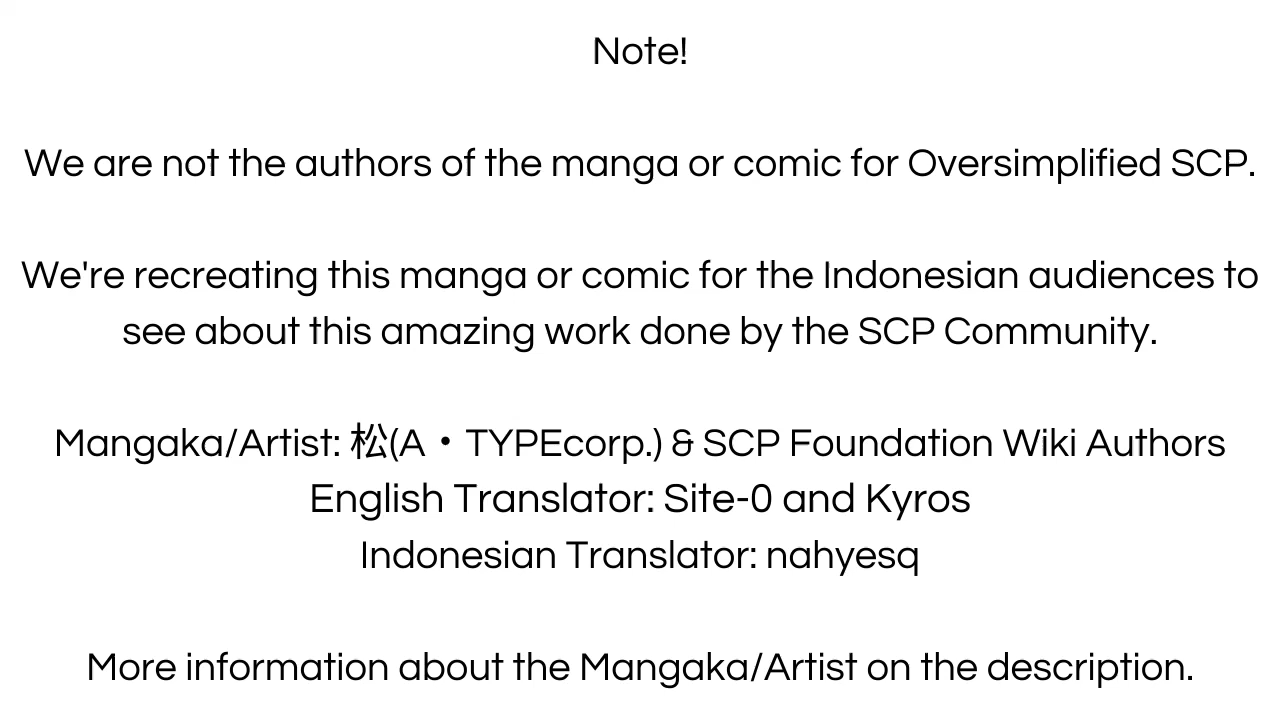 Note!
We are not the authors of the manga or comic for Oversimplified SCP.
We're recreating this manga or comic for the Indonesian audiences to
see about this amazing work done by the SCP Community.
Mangaka/Artist: 松(A・TYPEcorp.) & SCP Foundation Wiki Authors
English Translator: Site-0 and Kyros
Indonesian Translator: nahyesq
More information about the Mangaka/Artist on the description.